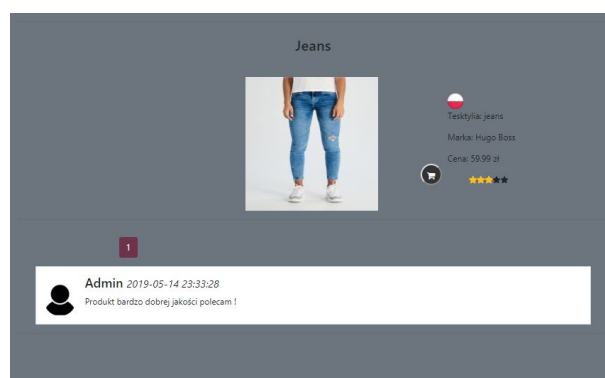 Jeans
Tesktylia: jeans
Marka: Hugo Boss
Cena: 59.99 zł
1
Admin 2019-05-14 23:33:28
Produkt bardzo dobrej jakości polecam !